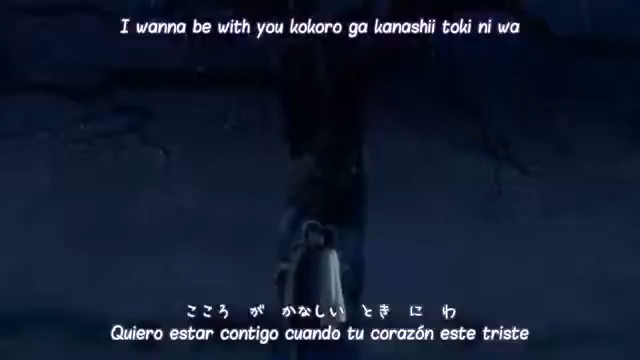 I wanna be with you kokoro ga kanashii toki ni wa
こころ が かなしい とき に わ
Quiero estar contigo cuando tu corazón este triste